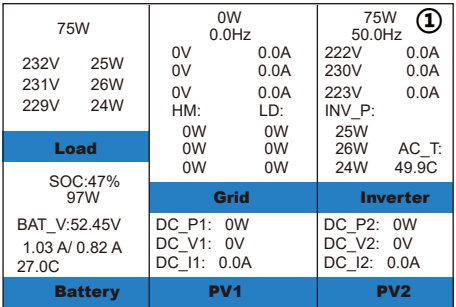 75W
232V 25W
231V 26W
229V 24W
Load
0W
0.0Hz
0V 0.0A
0V 0.0A
0V 0.0A
HM: LD:
0W 0W
0W 0W
0W 0W
Grid
75W ①
50.0Hz
222V 0.0A
230V 0.0A
223V 0.0A
INV_P:
25W
26W AC_T:
24W 49.9C
Inverter
SOC:47%
97W
BAT_V:52.45V
1.03 A/ 0.82 A
27.0C
Battery
DC_P1: 0W
DC_V1: 0V
DC_I1: 0.0A
PV1
DC_P2: 0W
DC_V2: 0V
DC_I2: 0.0A
PV2